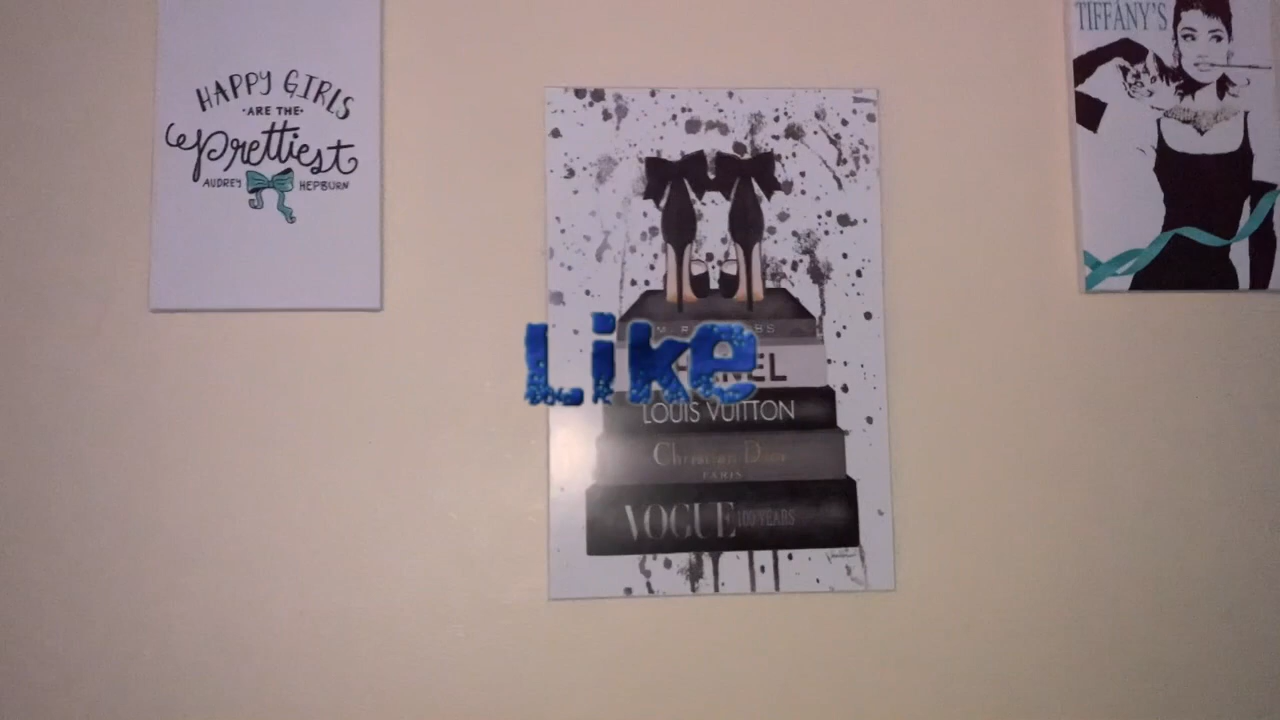 HAPPY GIRLS
·ARE THE·
Prettiest
AUDREY HEPBURN
TIFFANY'S
Like
LOUIS VUITTON
Christian Dior
PARIS
VOGUE 100 YEARS